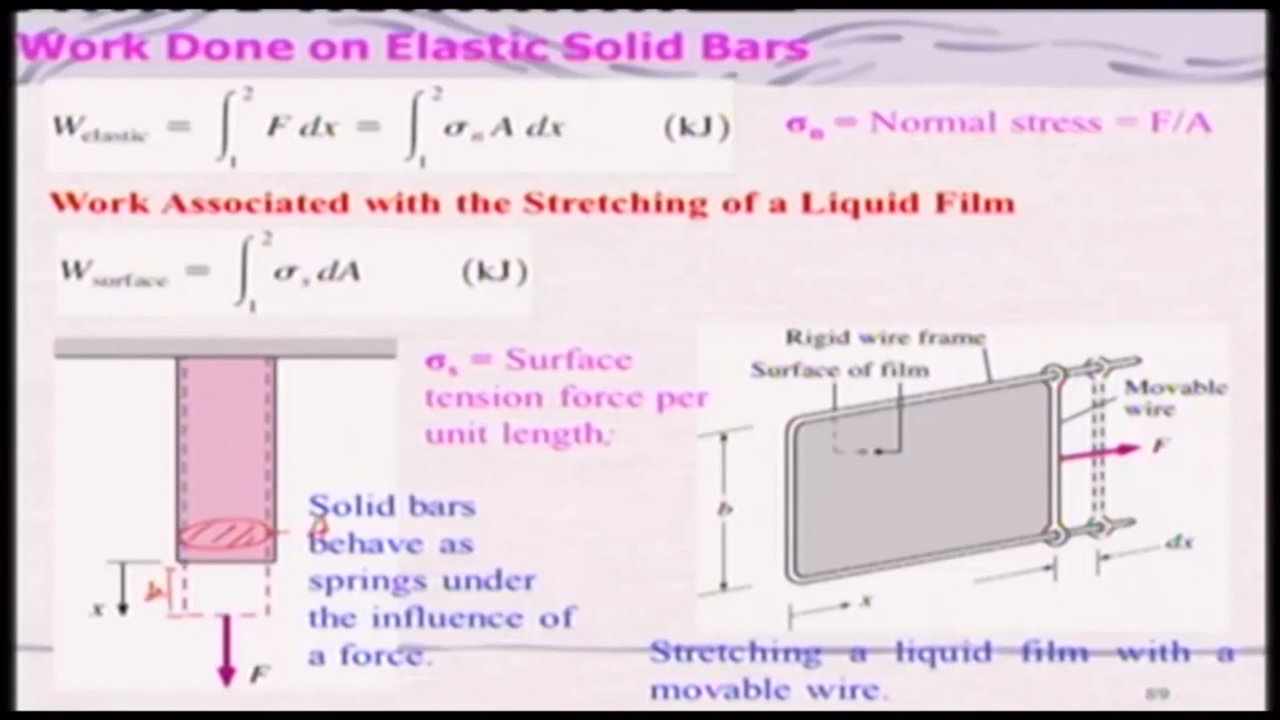 Work Done on Elastic Solid Bars
W_elastic = ∫₁² F dx = ∫₁² σₙ A dx (kJ)
σₙ = Normal stress = F/A
Work Associated with the Stretching of a Liquid Film
W_surface = ∫₁² σₛ dA (kJ)
σₛ = Surface
tension force per
unit length;
Rigid wire frame
Surface of film
Movable
wire
F
b
dx
x
Solid bars
behave as
springs under
the influence of
a force.
x
F
Stretching a liquid film with a
movable wire.
89